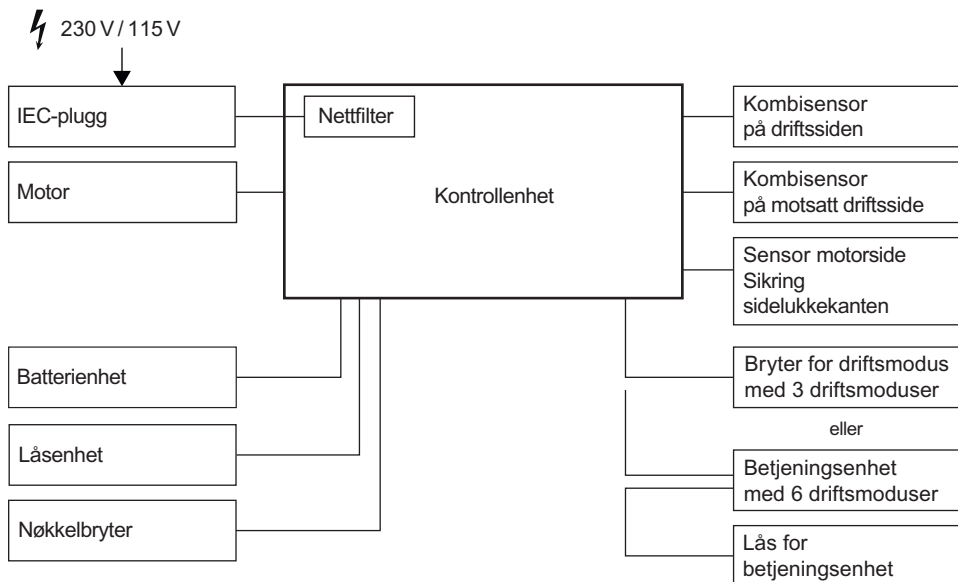 230 V / 115 V
IEC-plugg
Motor
Batterienhet
Låsenhet
Nøkkelbryter
Nettfilter
Kontrollenhet
Kombisensor
på driftssiden
Kombisensor
på motsatt driftsside
Sensor motorside
Sikring
sidelukkekanten
Bryter for driftsmodus
med 3 driftsmoduser
eller
Betjeningsenhet
med 6 driftsmoduser
Lås for
betjeningsenhet